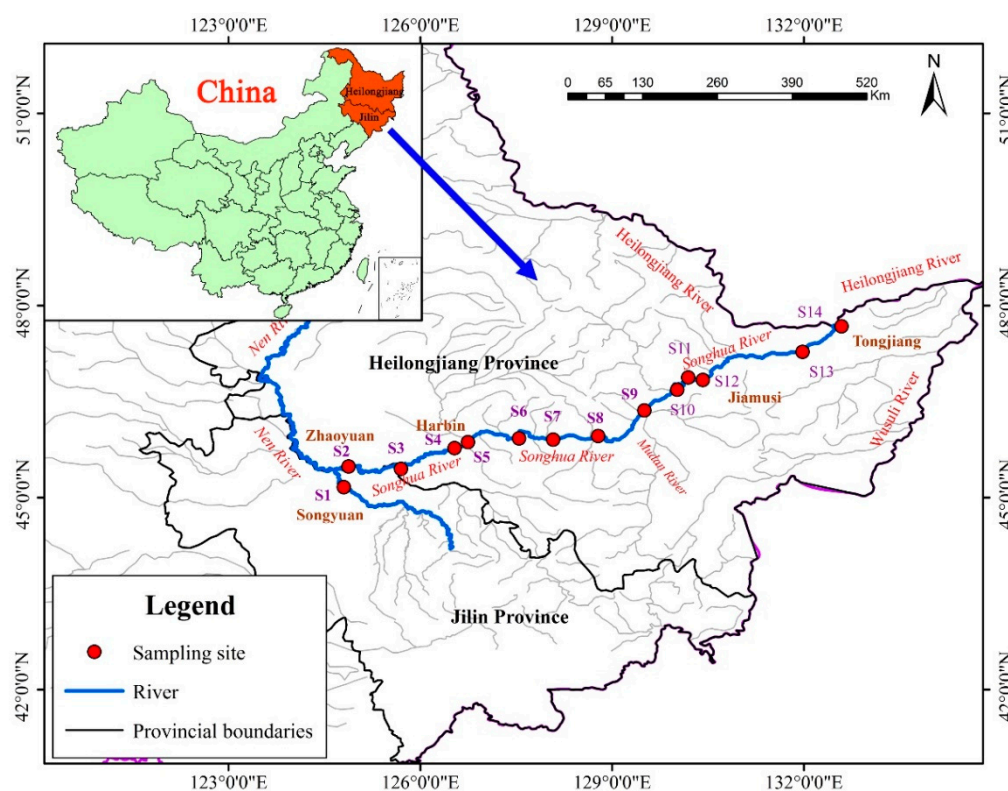 123°0'0"E
126°0'0"E
129°0'0"E
132°0'0"E
China
Heilongjiang
Jilin
0 65 130 260 390 520
Km
N
51°0'0"N
51°0'0"N
Heilongjiang River
Heilongjiang River
48°0'0"N
48°0'0"N
Nen
S14
Tongjiang
S11
Songhua River
S13
Heilongjiang Province
S12
Jiamusi
S10
S9
Wusuli River
Harbin
S6
S7
S8
Zhaoyuan
S4
S5
Songhua River
Mudan River
Nen River
S2
S3
Songhua River
S1
Songyuan
45°0'0"N
45°0'0"N
Legend
Sampling site
River
Provincial boundaries
Jilin Province
42°0'0"N
42°0'0"N
123°0'0"E
126°0'0"E
129°0'0"E
132°0'0"E